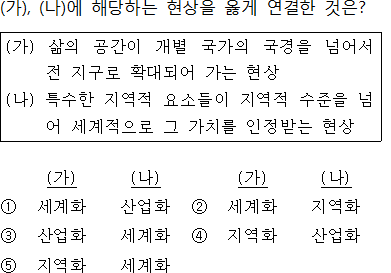 (가), (나)에 해당하는 현상을 옳게 연결한 것은?
(가) 삶의 공간이 개별 국가의 국경을 넘어서
전 지구로 확대되어 가는 현상
(나) 특수한 지역적 요소들이 지역적 수준을 넘
어 세계적으로 그 가치를 인정받는 현상
(가) (나) (가) (나)
① 세계화 산업화 ② 세계화 지역화
③ 산업화 세계화 ④ 지역화 산업화
⑤ 지역화 세계화